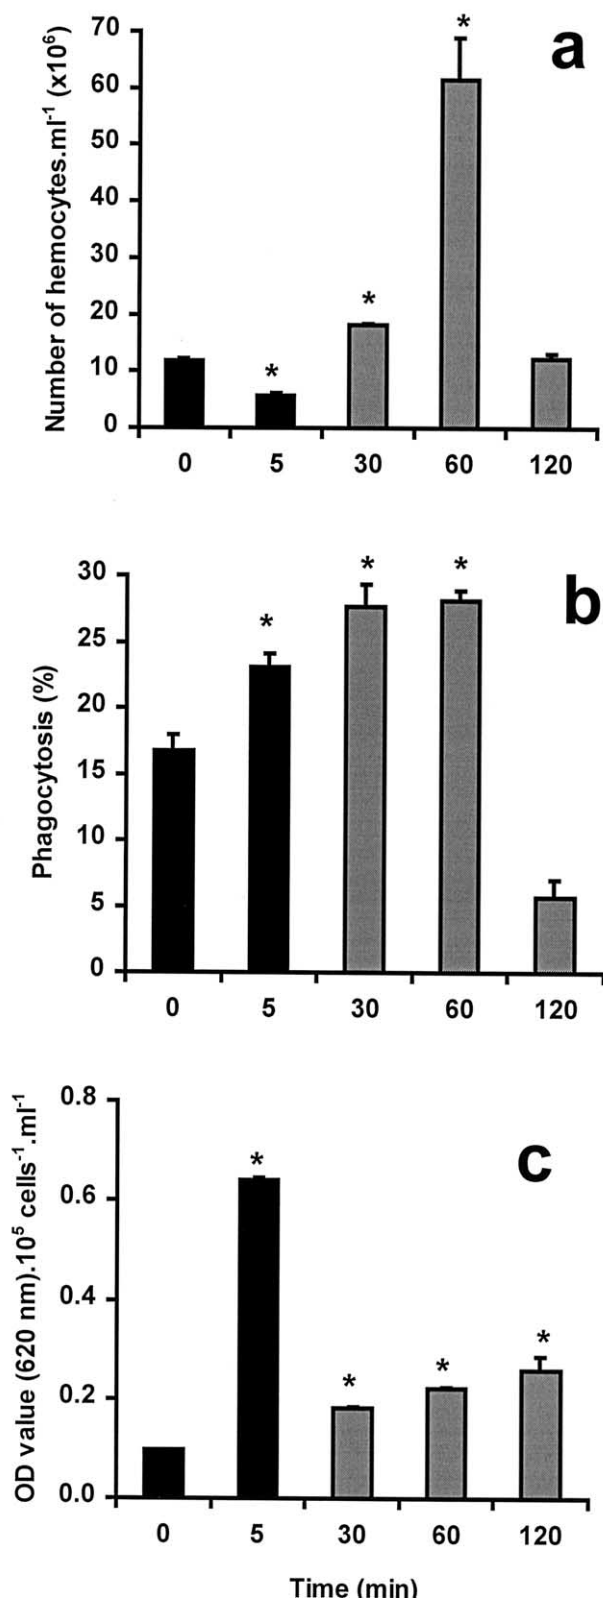 a
Number of hemocytes.ml⁻¹ (x10⁶)
70
60
50
40
30
20
10
0
*
*
*
0 5 30 60 120
b
Phagocytosis (%)
30
25
20
15
10
5
0
* * *
0 5 30 60 120
c
OD value (620 nm).10⁵ cells⁻¹.ml⁻¹
0.8
0.6
0.4
0.2
0.0
* * * *
0 5 30 60 120
Time (min)